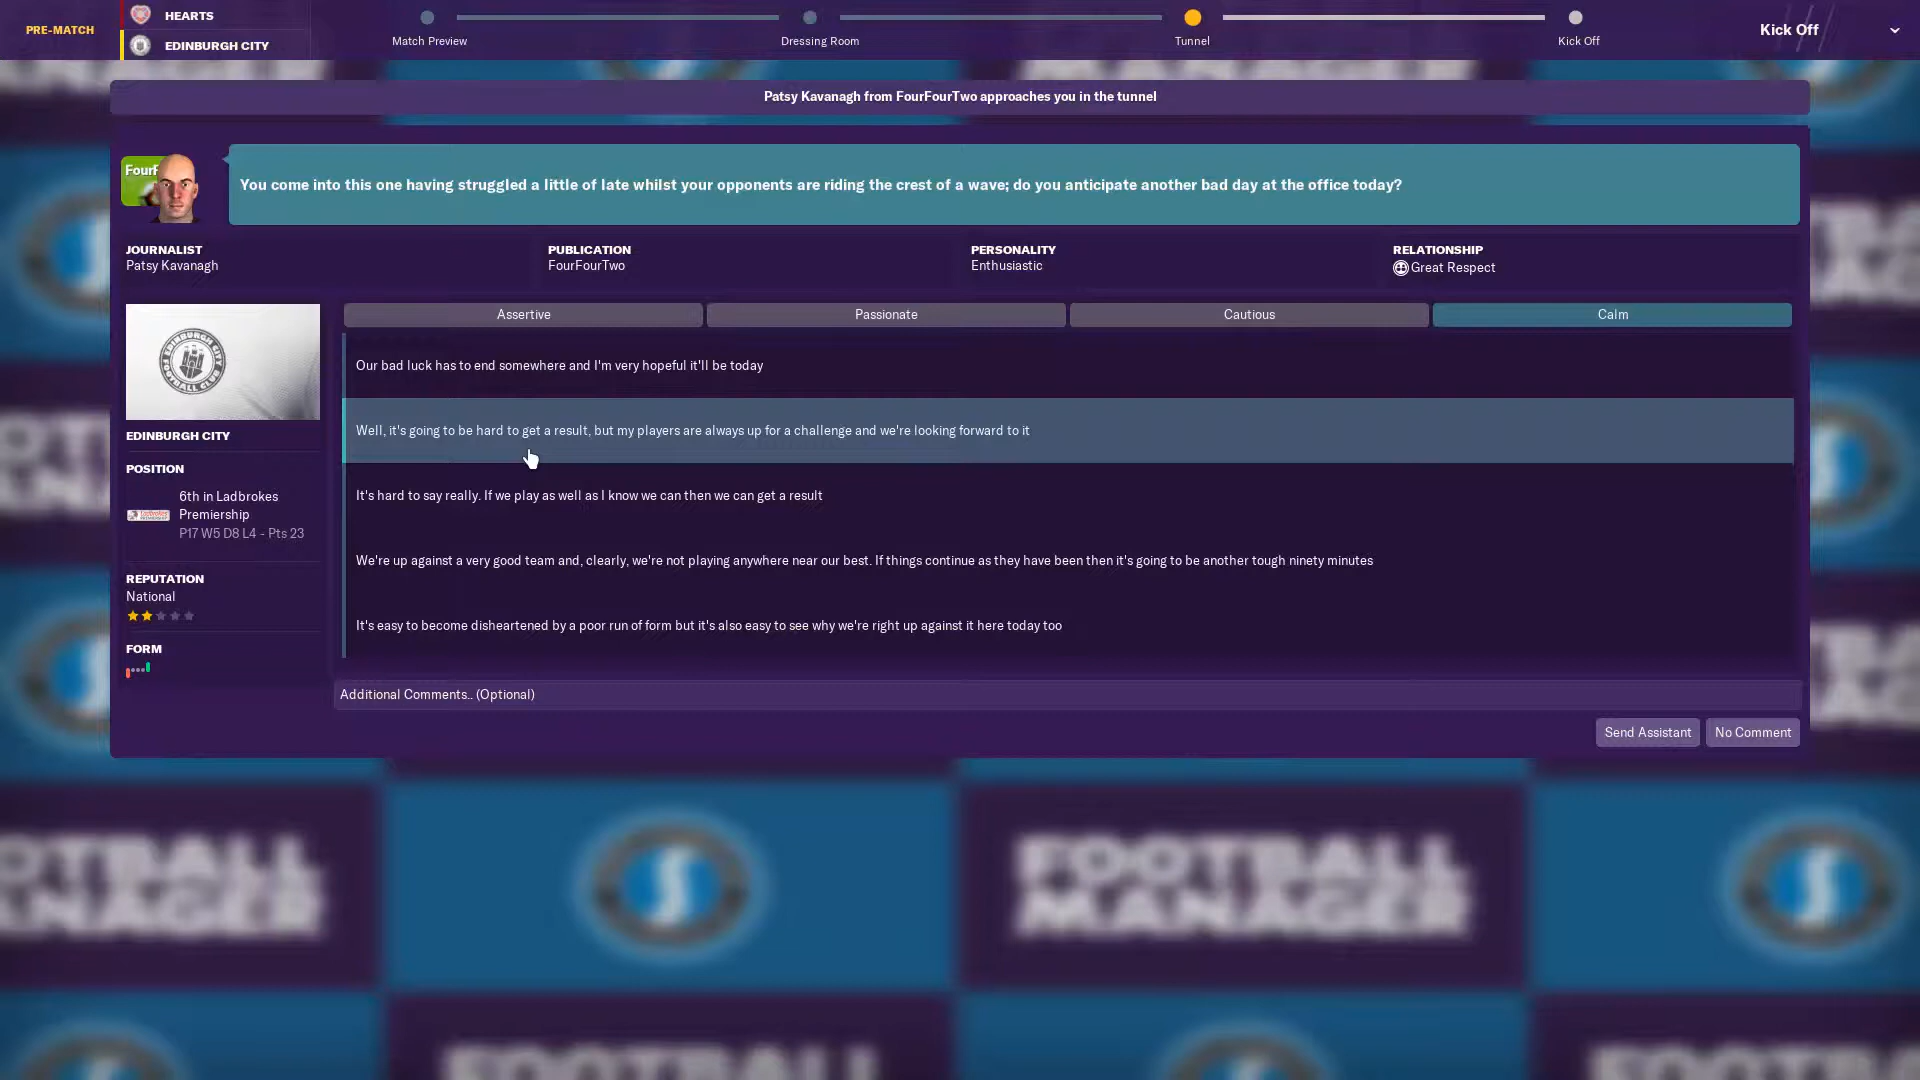 PRE-MATCH
HEARTS
EDINBURGH CITY
Match Preview
Dressing Room
Tunnel
Kick Off
Kick Off
Patsy Kavanagh from FourFourTwo approaches you in the tunnel
FourF
You come into this one having struggled a little of late whilst your opponents are riding the crest of a wave; do you anticipate another bad day at the office today?
JOURNALIST
Patsy Kavanagh
PUBLICATION
FourFourTwo
PERSONALITY
Enthusiastic
RELATIONSHIP
Great Respect
Assertive
Passionate
Cautious
Calm
EDINBURGH CITY
FOOTBALL CLUB
Our bad luck has to end somewhere and I'm very hopeful it'll be today
Well, it's going to be hard to get a result, but my players are always up for a challenge and we're looking forward to it
It's hard to say really. If we play as well as I know we can then we can get a result
We're up against a very good team and, clearly, we're not playing anywhere near our best. If things continue as they have been then it's going to be another tough ninety minutes
It's easy to become disheartened by a poor run of form but it's also easy to see why we're right up against it here today too
EDINBURGH CITY
POSITION
6th in Ladbrokes
Premiership
P17 W5 D8 L4 - Pts 23
REPUTATION
National
FORM
Additional Comments.. (Optional)
Send Assistant
No Comment
OTBALL
ANAGER
FOOTBALL
MANAGER
FOOTBALL